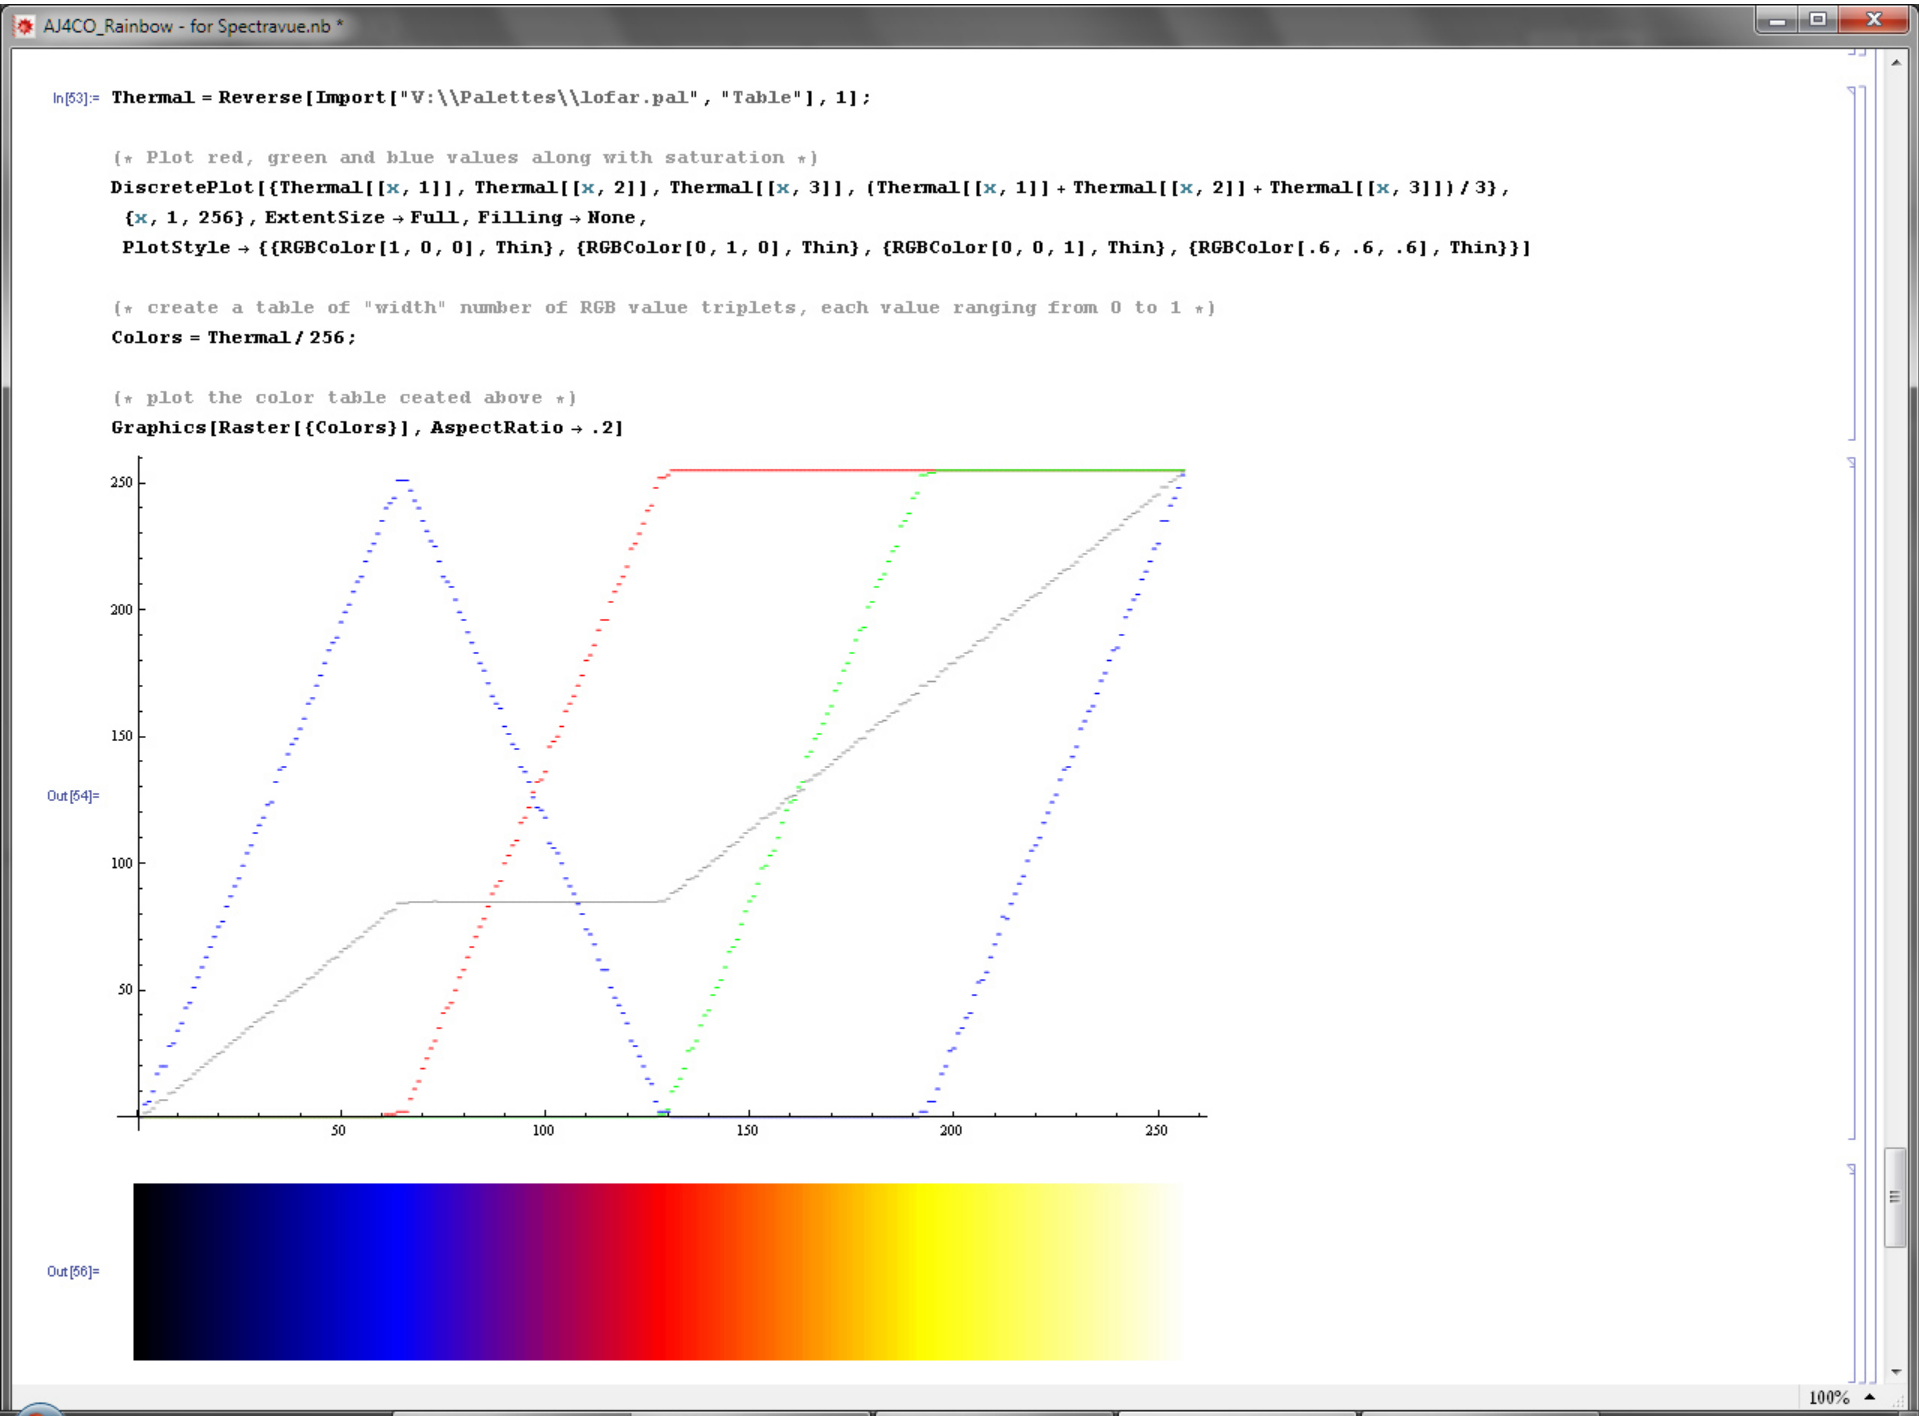 AJ4CO_Rainbow - for Spectravue.nb *
In[53]:= Thermal = Reverse[Import["V:\\Palettes\\lofar.pal", "Table"], 1];
(* Plot red, green and blue values along with saturation *)
DiscretePlot[{Thermal[[x, 1]], Thermal[[x, 2]], Thermal[[x, 3]], (Thermal[[x, 1]] + Thermal[[x, 2]] + Thermal[[x, 3]]) / 3},
{x, 1, 256}, ExtentSize → Full, Filling → None,
PlotStyle → {{RGBColor[1, 0, 0], Thin}, {RGBColor[0, 1, 0], Thin}, {RGBColor[0, 0, 1], Thin}, {RGBColor[.6, .6, .6], Thin}}]
(* create a table of "width" number of RGB value triplets, each value ranging from 0 to 1 *)
Colors = Thermal / 256;
(* plot the color table ceated above *)
Graphics[Raster[{Colors}], AspectRatio → .2]
250
200
150
Out[54]=
100
50
50 100 150 200 250
Out[56]=
100%